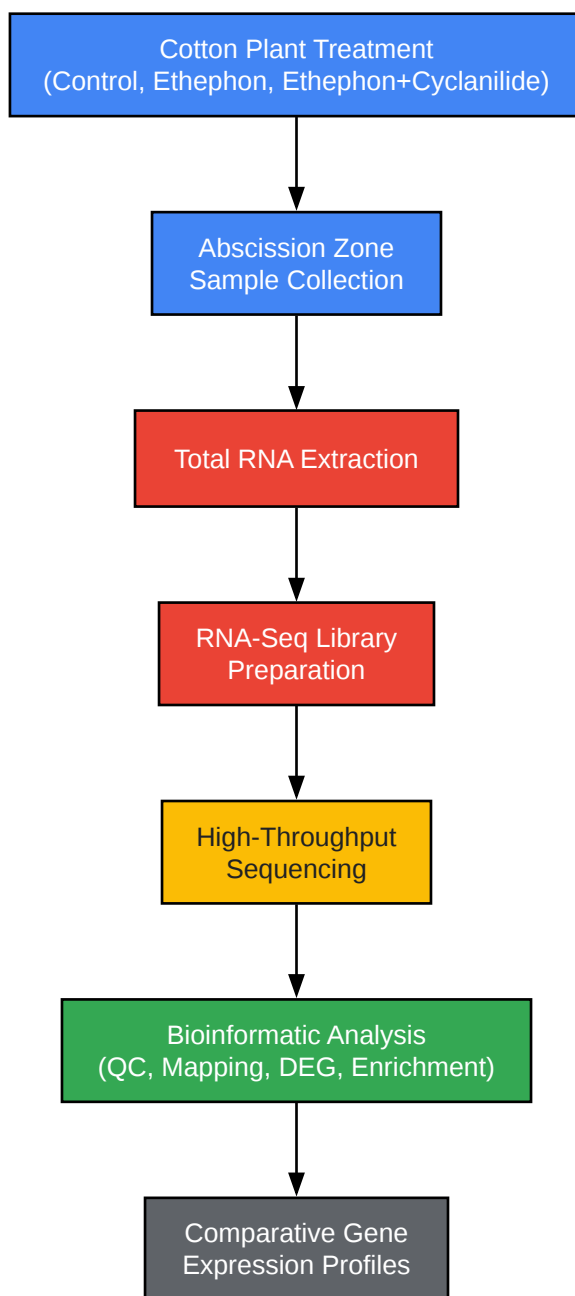 Cotton Plant Treatment
(Control, Ethephon, Ethephon+Cyclanilide)
Abscission Zone
Sample Collection
Total RNA Extraction
RNA-Seq Library
Preparation
High-Throughput
Sequencing
Bioinformatic Analysis
(QC, Mapping, DEG, Enrichment)
Comparative Gene
Expression Profiles